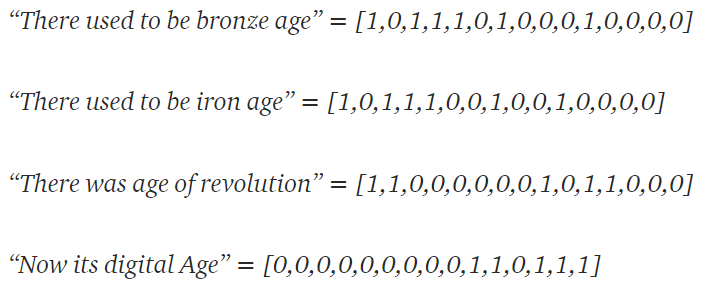 “There used to be bronze age” = [1,0,1,1,1,0,1,0,0,0,1,0,0,0,0]
“There used to be iron age” = [1,0,1,1,1,0,0,1,0,0,1,0,0,0,0]
“There was age of revolution” = [1,1,0,0,0,0,0,0,1,0,1,1,0,0,0]
“Now its digital Age” = [0,0,0,0,0,0,0,0,0,1,1,0,1,1,1]